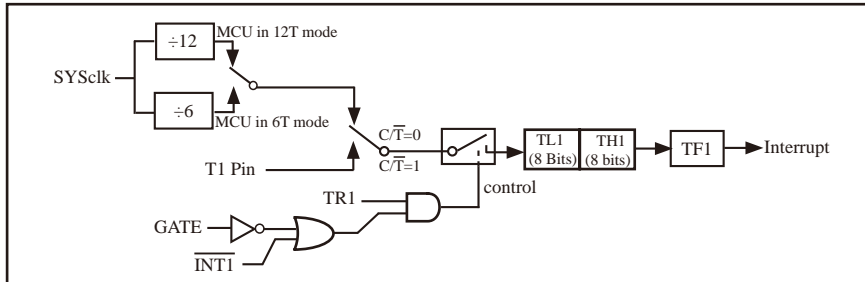 ÷12
MCU in 12T mode
SYSclk
÷6
MCU in 6T mode
C/T̅=0
T1 Pin
C/T̅=1
TL1
(8 Bits)
TH1
(8 bits)
TF1
Interrupt
control
TR1
GATE
I̅N̅T̅1̅